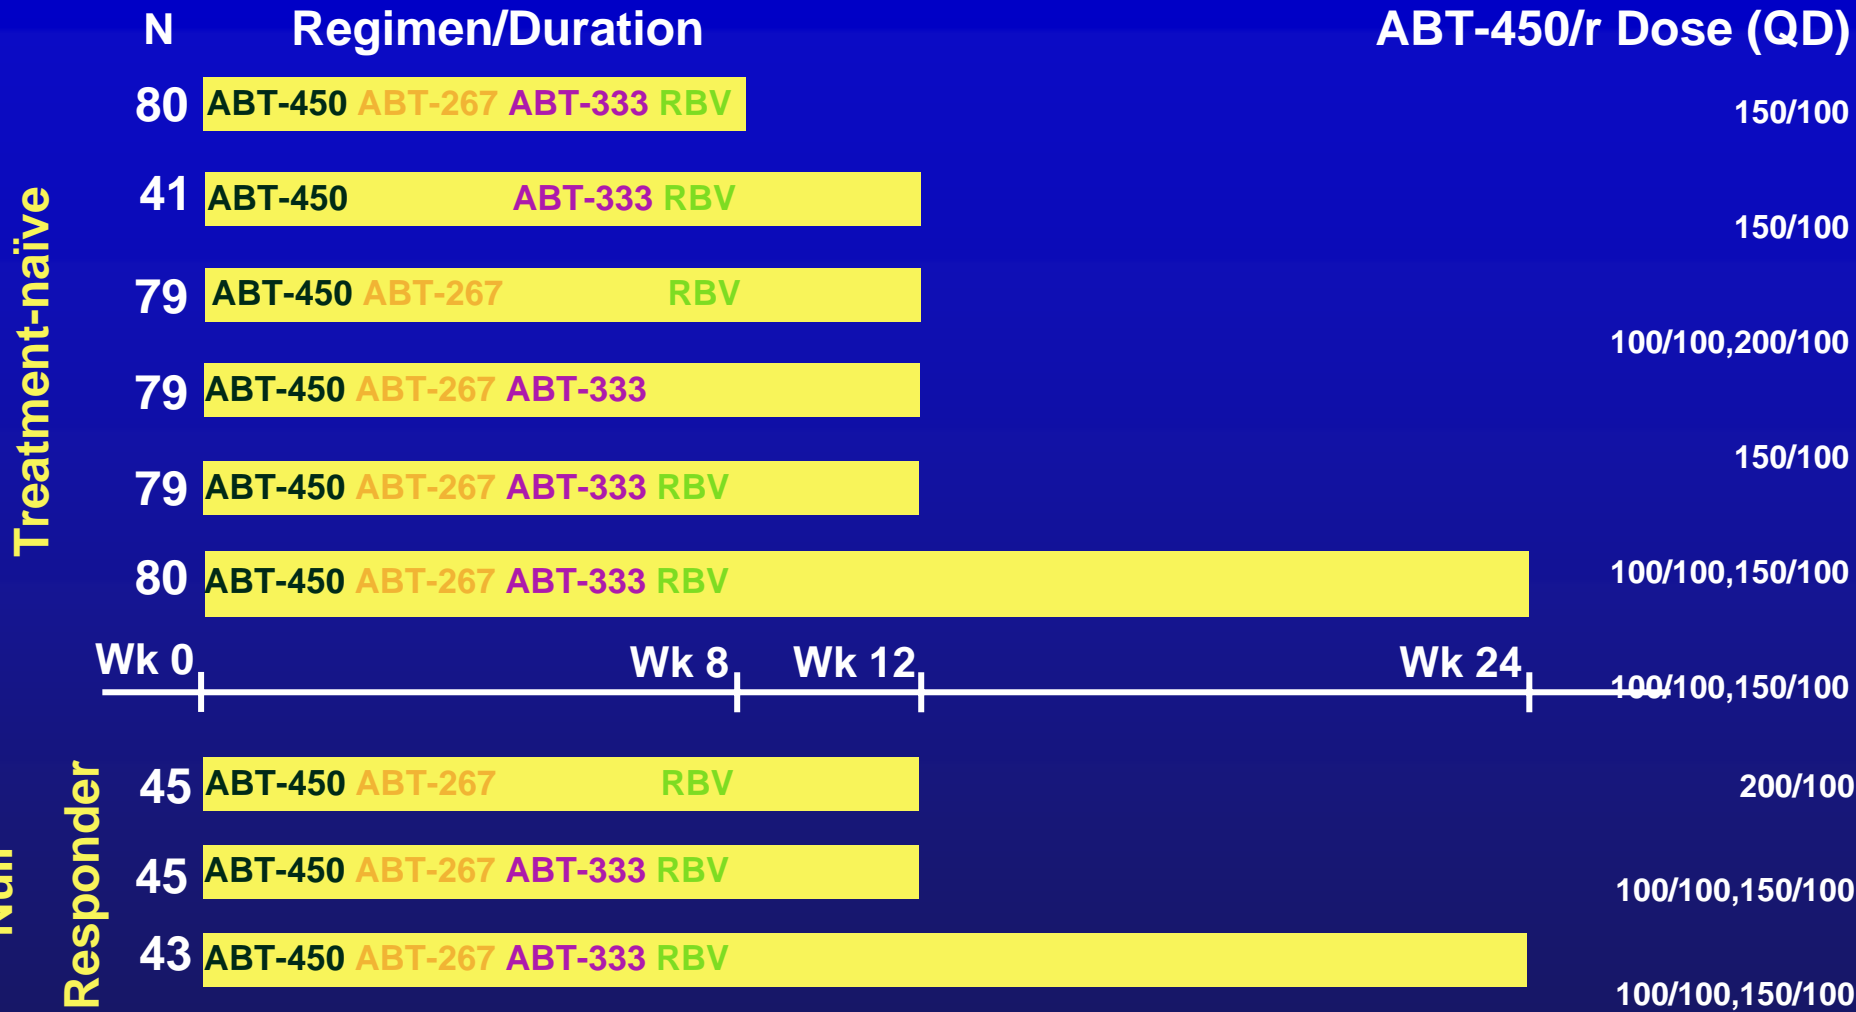 N Regimen/Duration ABT-450/r Dose (QD)
Treatment-naïve
80 ABT-450 ABT-267 ABT-333 RBV 150/100
41 ABT-450 ABT-333 RBV 150/100
79 ABT-450 ABT-267 RBV 100/100,200/100
79 ABT-450 ABT-267 ABT-333 150/100
79 ABT-450 ABT-267 ABT-333 RBV 100/100,150/100
80 ABT-450 ABT-267 ABT-333 RBV 100/100,150/100
Wk 0 Wk 8 Wk 12 Wk 24
Null
Responder
45 ABT-450 ABT-267 RBV 200/100
45 ABT-450 ABT-267 ABT-333 RBV 100/100,150/100
43 ABT-450 ABT-267 ABT-333 RBV 100/100,150/100